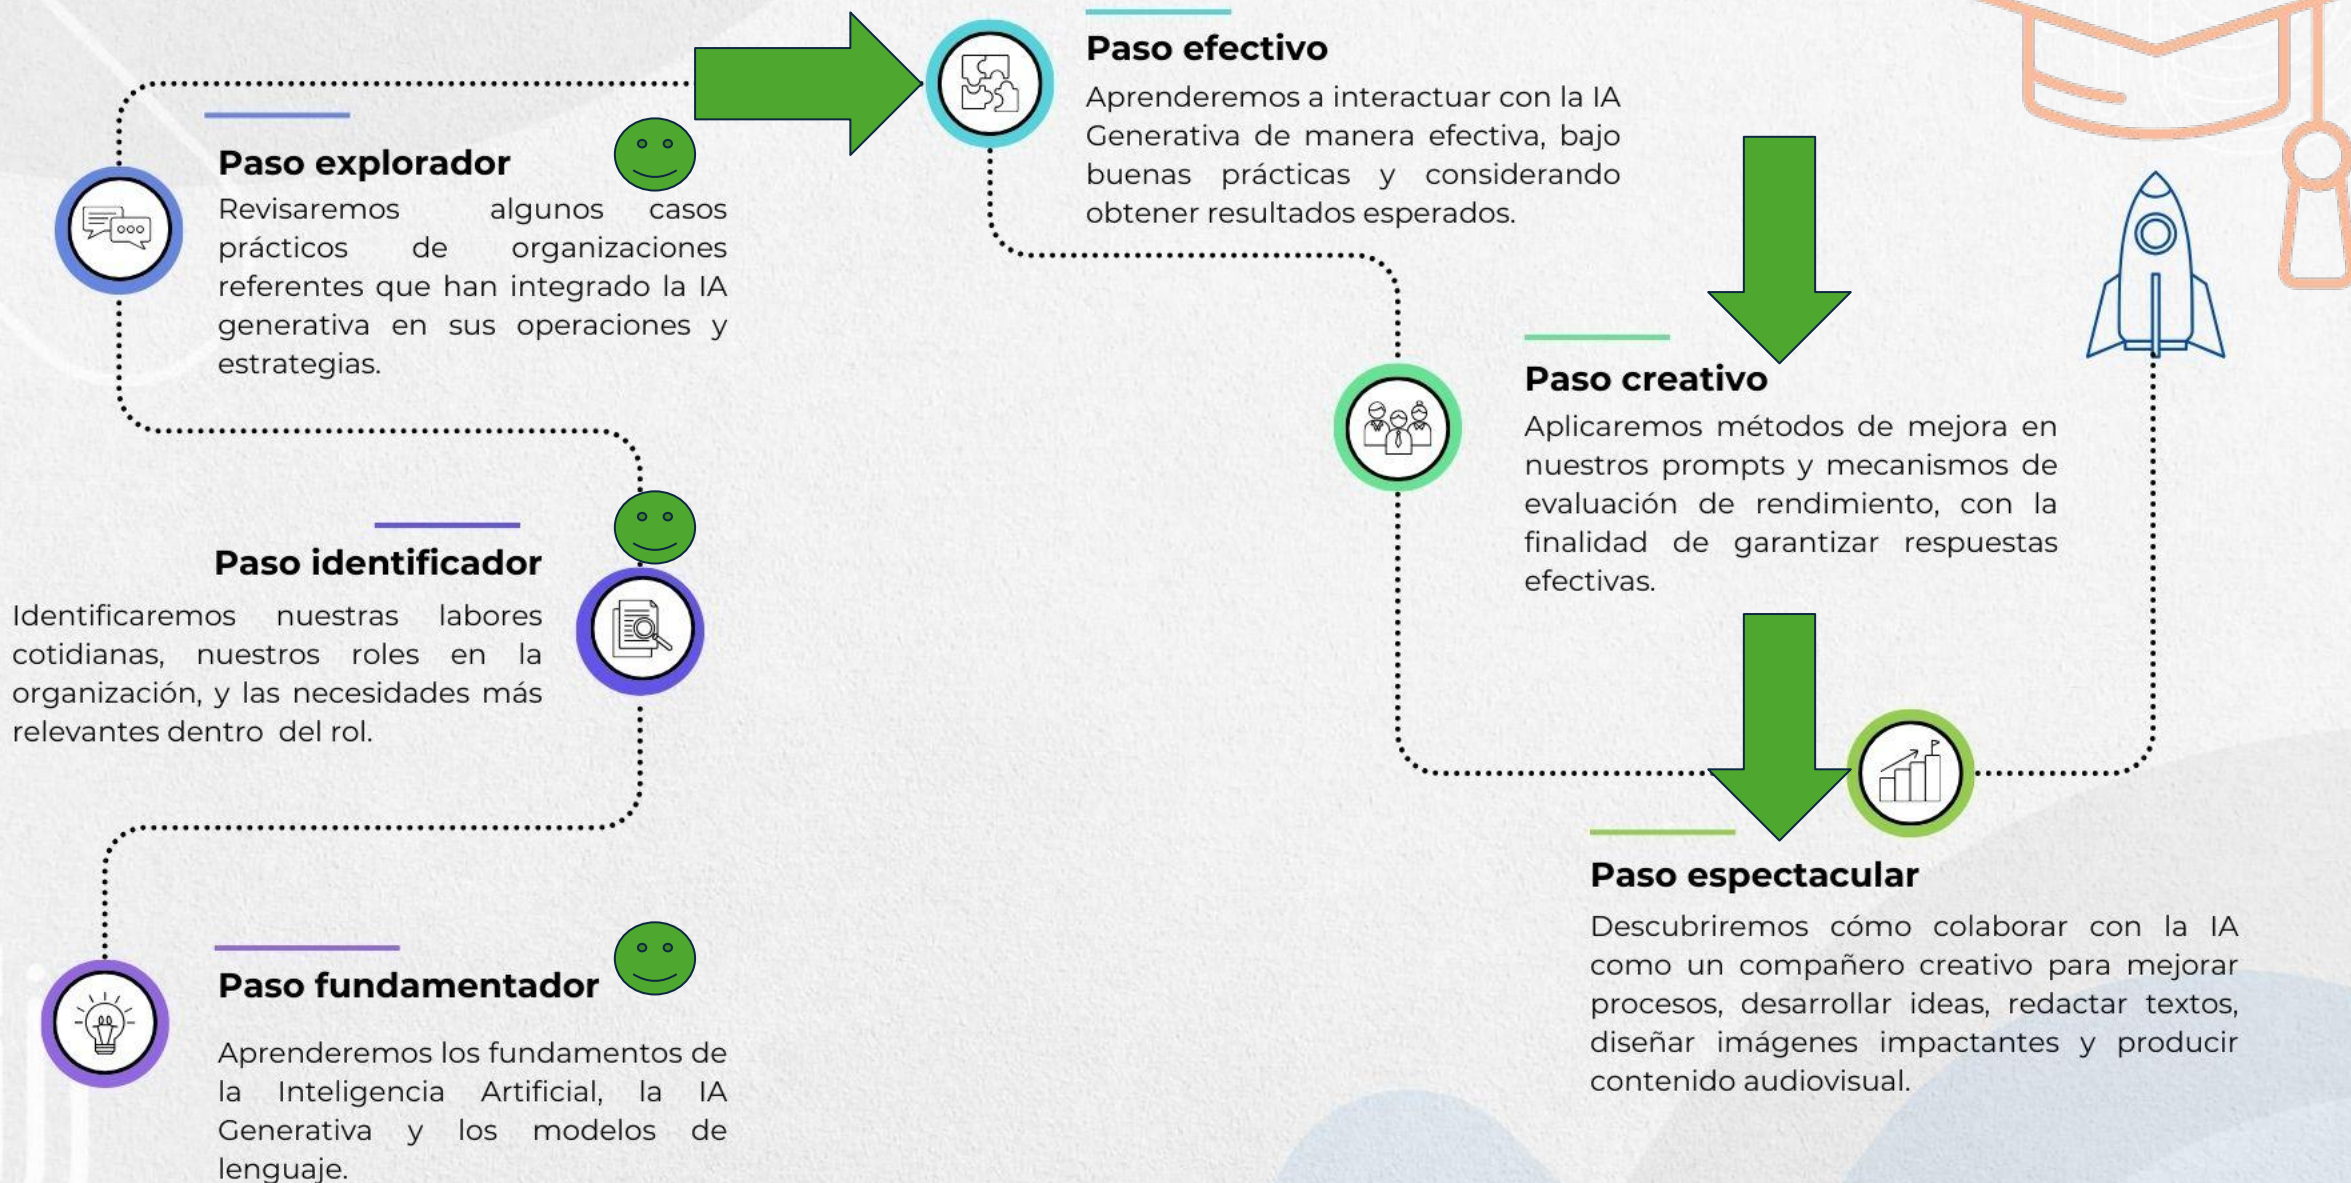 Paso explorador
Revisaremos algunos casos
prácticos de organizaciones
referentes que han integrado la IA
generativa en sus operaciones y
estrategias.
Paso identificador
Identificaremos nuestras labores
cotidianas, nuestros roles en la
organización, y las necesidades más
relevantes dentro del rol.
Paso fundamentador
Aprenderemos los fundamentos de
la Inteligencia Artificial, la IA
Generativa y los modelos de
lenguaje.
Paso efectivo
Aprenderemos a interactuar con la IA
Generativa de manera efectiva, bajo
buenas prácticas y considerando
obtener resultados esperados.
Paso creativo
Aplicaremos métodos de mejora en
nuestros prompts y mecanismos de
evaluación de rendimiento, con la
finalidad de garantizar respuestas
efectivas.
Paso espectacular
Descubriremos cómo colaborar con la IA
como un compañero creativo para mejorar
procesos, desarrollar ideas, redactar textos,
diseñar imágenes impactantes y producir
contenido audiovisual.